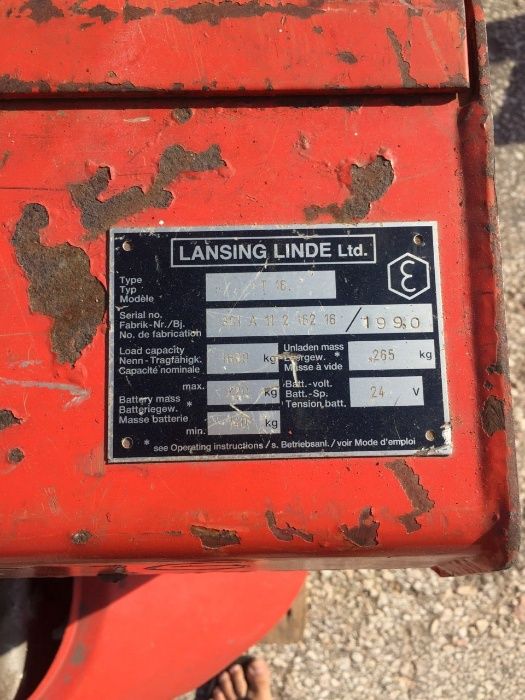 LANSING LINDE Ltd.
Type
Typ
Modèle
T 16
Serial no.
Fabrik-Nr./Bj.
No. de fabrication
/1990
Load capacity
Nenn-Tragfähigk.
Capacité nominale
kg
Unladen mass
Leergew. *
Masse à vide
265 kg
max.
kg
Battery mass
Batteriegew. *
Masse batterie
min.
kg
Batt.-volt.
Batt.-Sp.
Tension batt.
24 V
* see Operating instructions/s. Betriebsanl./voir Mode d'emploi